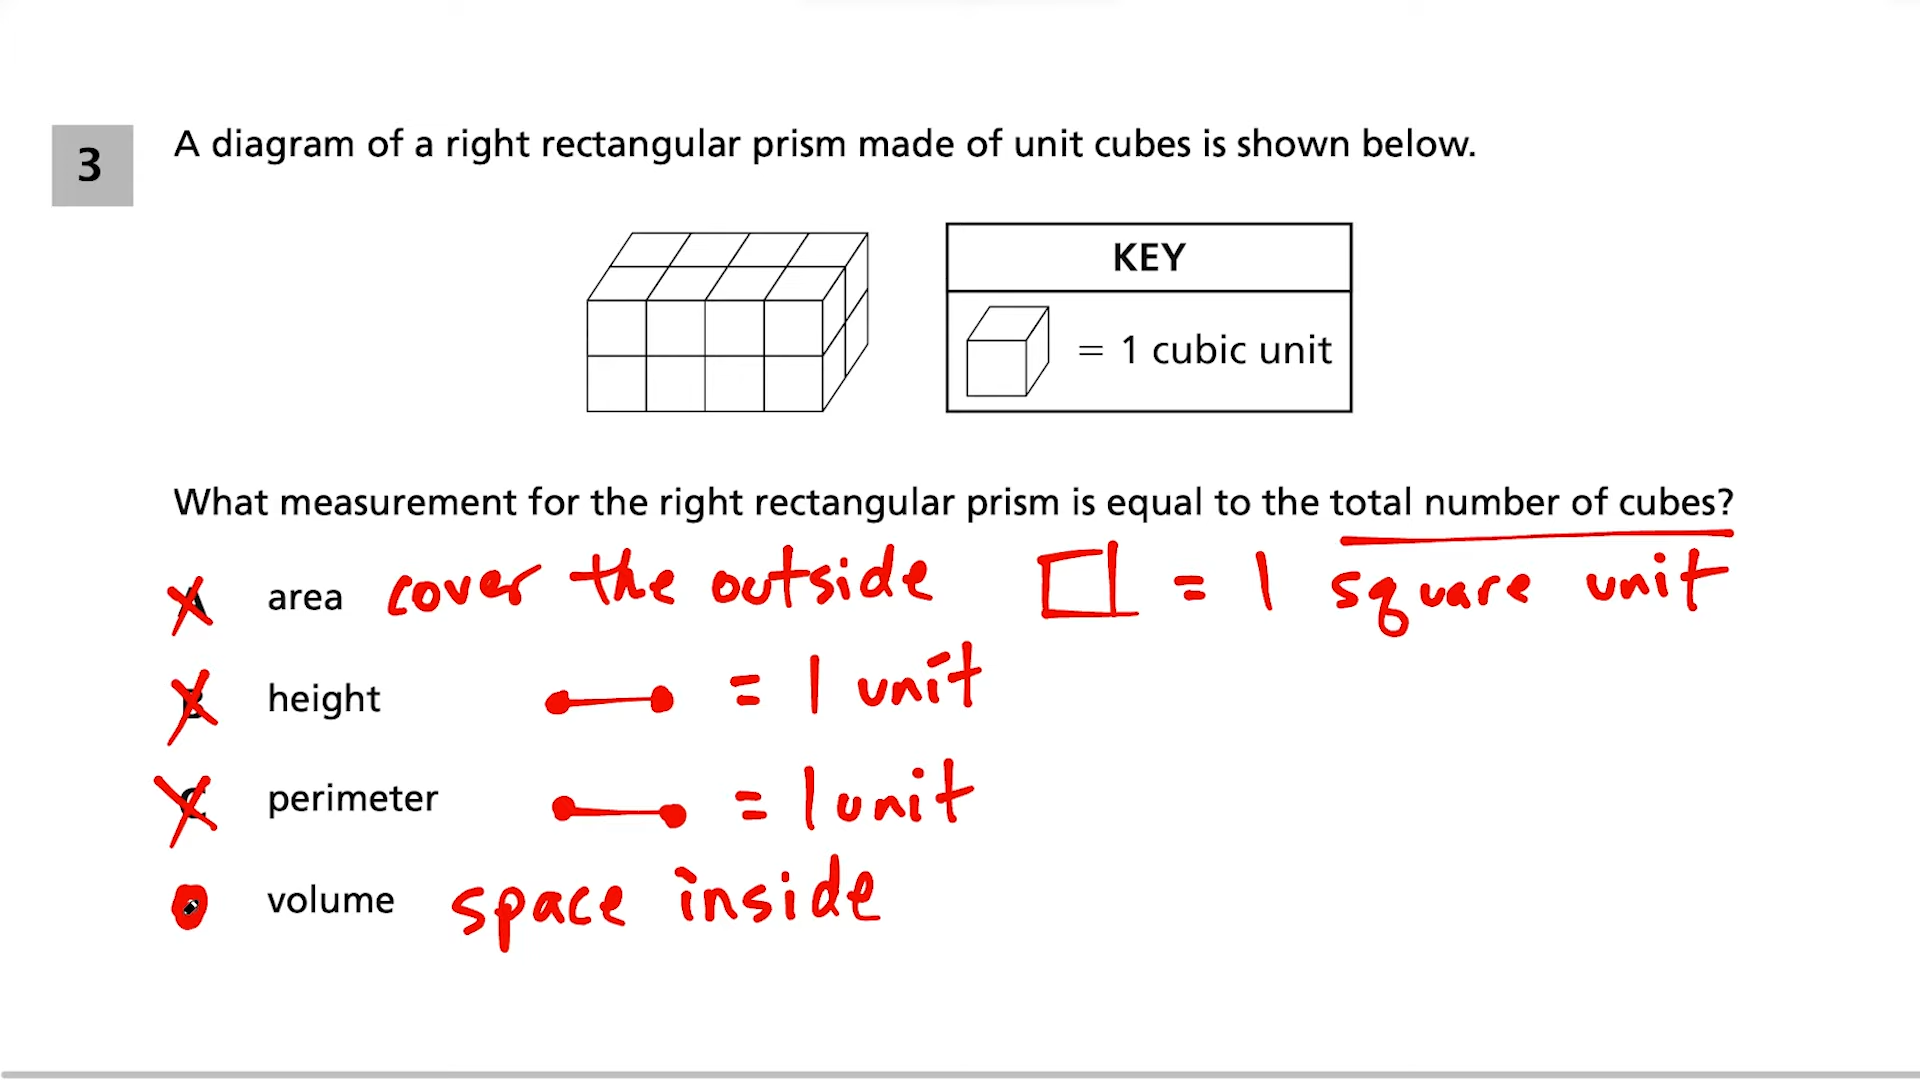 3 A diagram of a right rectangular prism made of unit cubes is shown below.
KEY
= 1 cubic unit
What measurement for the right rectangular prism is equal to the total number of cubes?
A area cover the outside = 1 square unit
B height = 1 unit
C perimeter = 1 unit
volume space inside